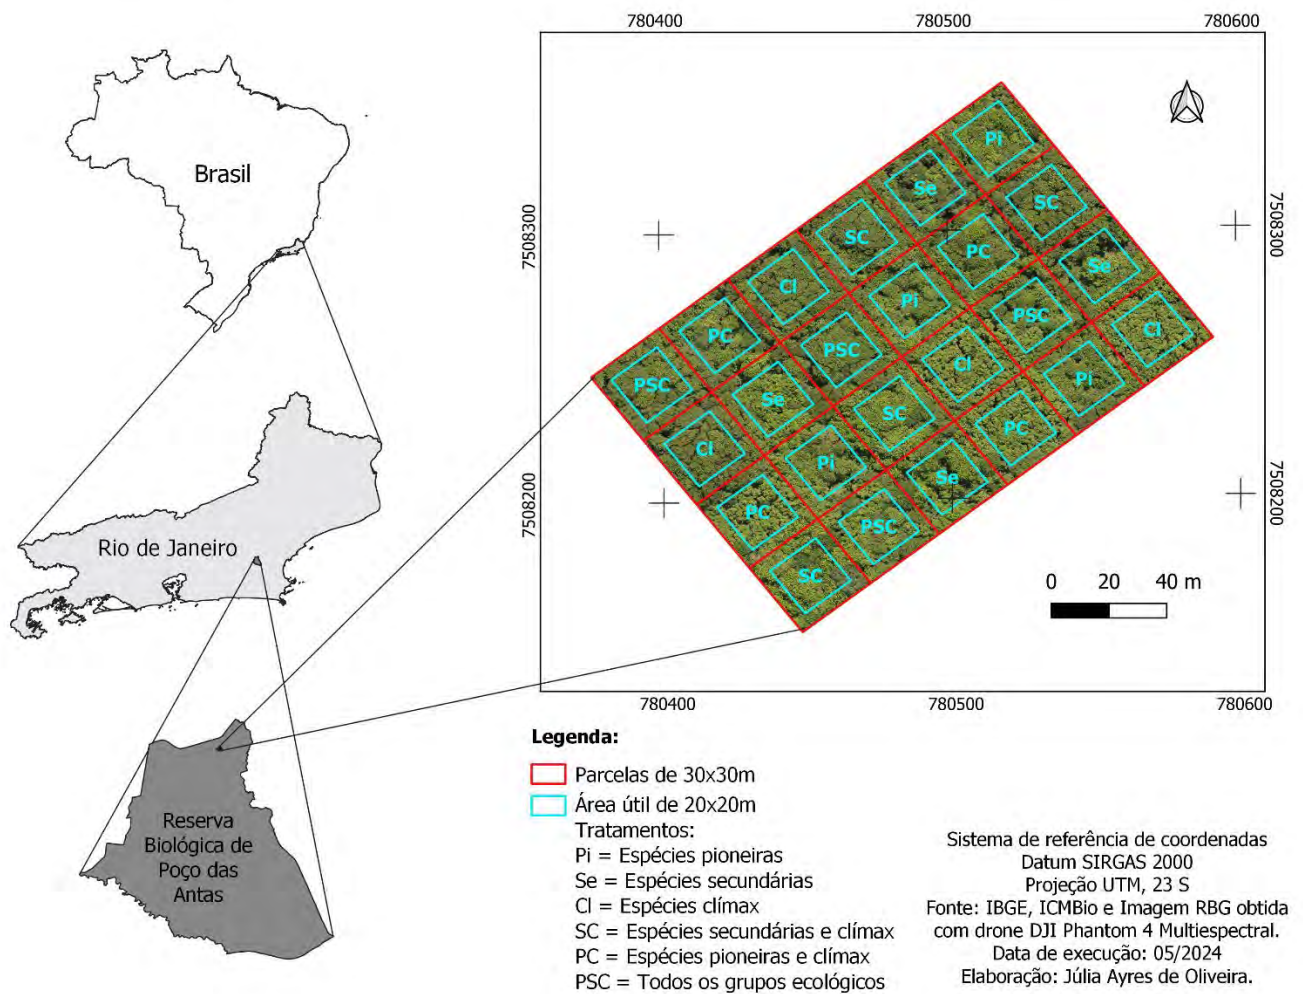 780400
780500
780600
Brasil
7508300
7508300
Pi
Se
SC
SC
PC
Cl
Pi
Se
PC
PSC
PSC
Cl
PSC
Se
Cl
Pi
SC
PC
Cl
Pi
Se
PC
PSC
SC
7508200
7508200
Rio de Janeiro
0 20 40 m
780400
780500
780600
Reserva
Biológica de
Poço das
Antas
Legenda:
Parcelas de 30x30m
Área útil de 20x20m
Tratamentos:
Pi = Espécies pioneiras
Se = Espécies secundárias
Cl = Espécies clímax
SC = Espécies secundárias e clímax
PC = Espécies pioneiras e clímax
PSC = Todos os grupos ecológicos
Sistema de referência de coordenadas
Datum SIRGAS 2000
Projeção UTM, 23 S
Fonte: IBGE, ICMBio e Imagem RBG obtida
com drone DJI Phantom 4 Multiespectral.
Data de execução: 05/2024
Elaboração: Júlia Ayres de Oliveira.